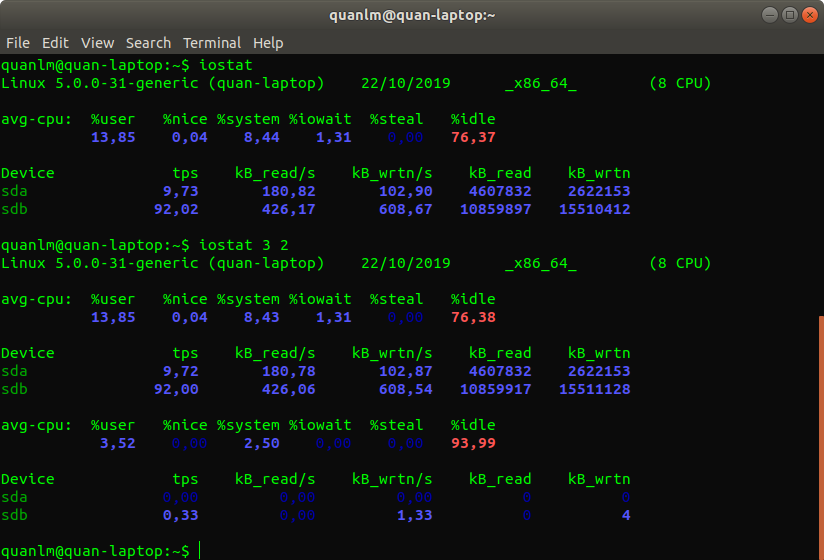 quanlm@quan-laptop:~
File Edit View Search Terminal Help
quanlm@quan-laptop:~$ iostat
Linux 5.0.0-31-generic (quan-laptop) 22/10/2019 _x86_64_ (8 CPU)
avg-cpu: %user %nice %system %iowait %steal %idle
13,85 0,04 8,44 1,31 0,00 76,37
Device tps kB_read/s kB_wrtn/s kB_read kB_wrtn
sda 9,73 180,82 102,90 4607832 2622153
sdb 92,02 426,17 608,67 10859897 15510412
quanlm@quan-laptop:~$ iostat 3 2
Linux 5.0.0-31-generic (quan-laptop) 22/10/2019 _x86_64_ (8 CPU)
avg-cpu: %user %nice %system %iowait %steal %idle
13,85 0,04 8,43 1,31 0,00 76,38
Device tps kB_read/s kB_wrtn/s kB_read kB_wrtn
sda 9,72 180,78 102,87 4607832 2622153
sdb 92,00 426,06 608,54 10859917 15511128
avg-cpu: %user %nice %system %iowait %steal %idle
3,52 0,00 2,50 0,00 0,00 93,99
Device tps kB_read/s kB_wrtn/s kB_read kB_wrtn
sda 0,00 0,00 0,00 0 0
sdb 0,33 0,00 1,33 0 4
quanlm@quan-laptop:~$